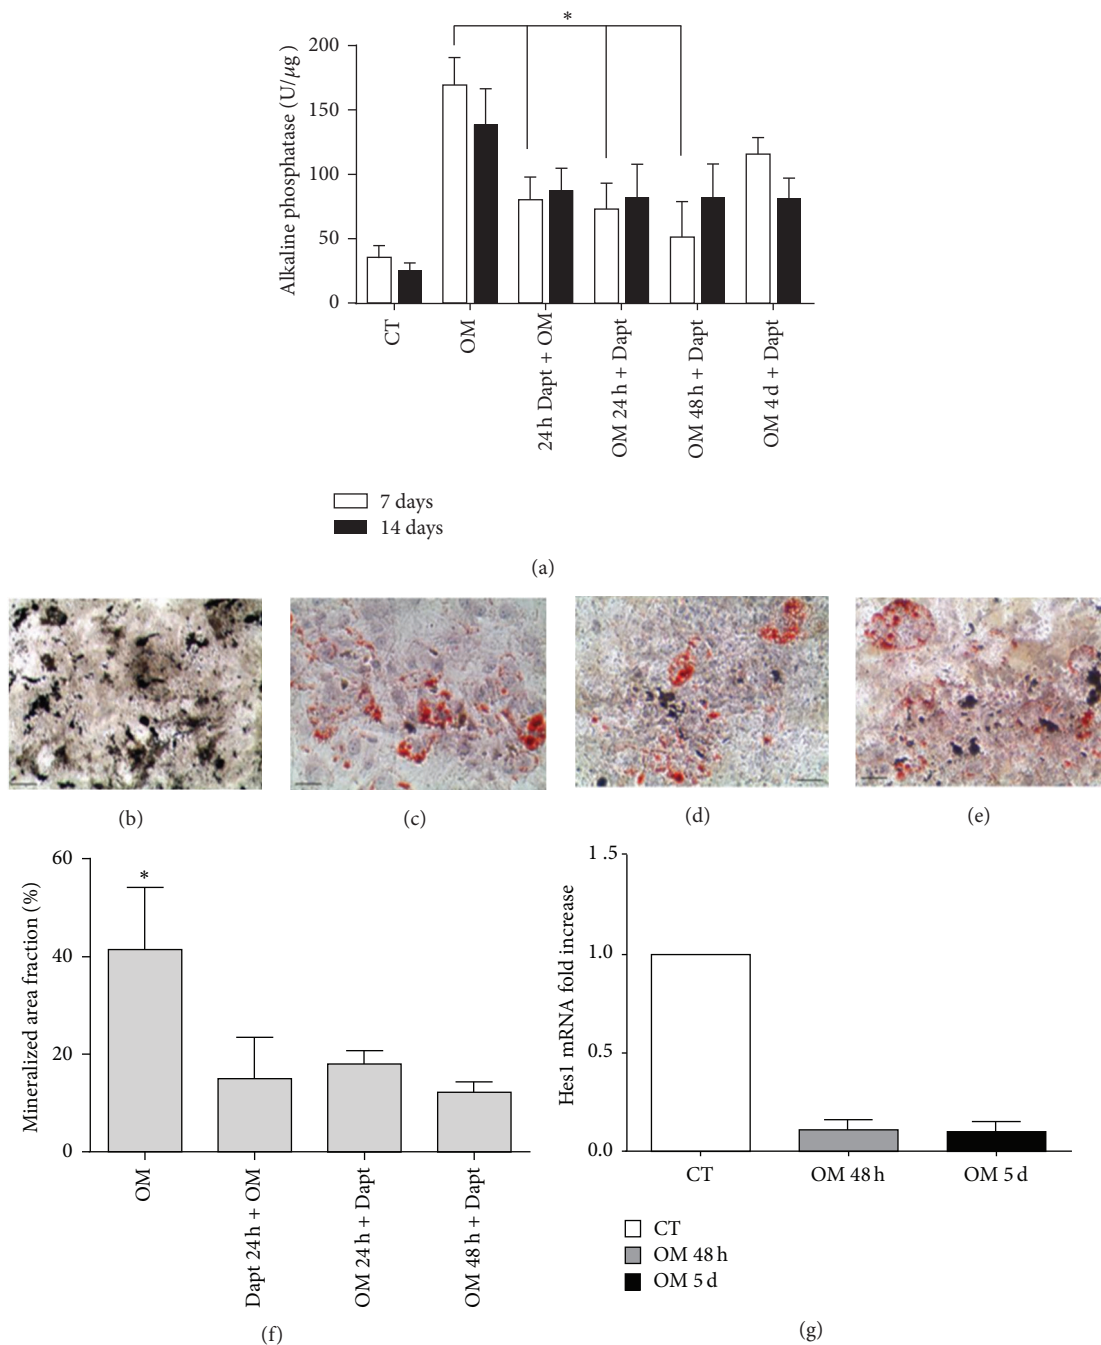 *
Alkaline phosphatase (U/μg)
200
150
100
50
0
CT
OM
24 h Dapt + OM
OM 24 h + Dapt
OM 48 h + Dapt
OM 4 d + Dapt
7 days
14 days
(a)
(b)
(c)
(d)
(e)
Mineralized area fraction (%)
60
40
20
0
*
OM
Dapt 24 h + OM
OM 24 h + Dapt
OM 48 h + Dapt
(f)
Hes1 mRNA fold increase
1.5
1.0
0.5
0.0
CT
OM 48 h
OM 5 d
CT
OM 48 h
OM 5 d
(g)